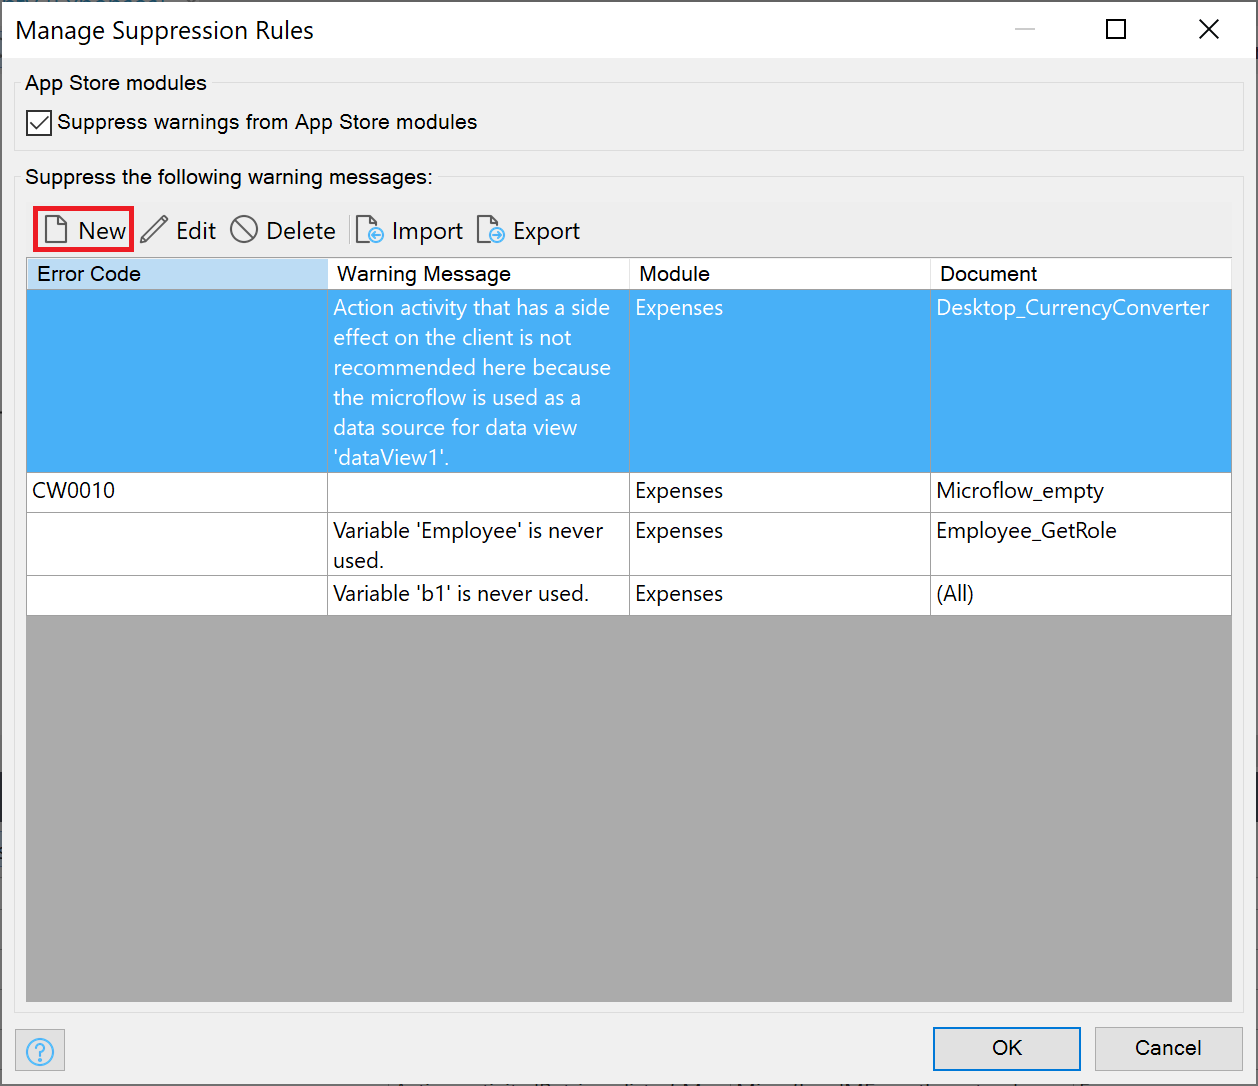 Manage Suppression Rules
App Store modules
Suppress warnings from App Store modules
Suppress the following warning messages:
New Edit Delete Import Export
Error Code Warning Message Module Document
Action activity that has a side Expenses Desktop_CurrencyConverter
effect on the client is not
recommended here because
the microflow is used as a
data source for data view
'dataView1'.
CW0010 Expenses Microflow_empty
Variable 'Employee' is never Expenses Employee_GetRole
used.
Variable 'b1' is never used. Expenses (All)
? OK Cancel